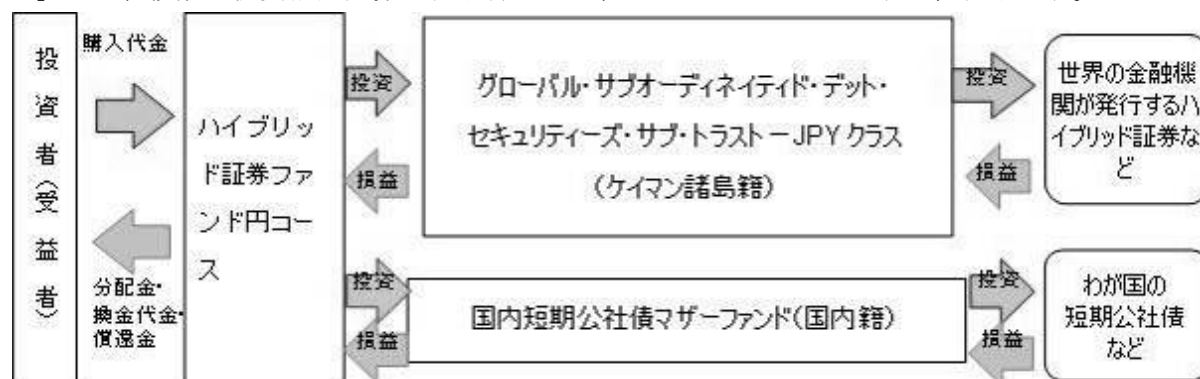 投資者(受益者)
購入代金
分配金・
換金代金・
償還金
ハイブリッ
ド証券ファ
ンド円コー
ス
投資
損益
グローバル・サブオーディネイティド・デット・
セキュリティーズ・サブ・トラスト－JPYクラス
(ケイマン諸島籍)
投資
損益
世界の金融機
関が発行するハ
イブリッド証券な
ど
投資
損益
国内短期公社債マザーファンド(国内籍)
投資
損益
わが国の
短期公社債
など